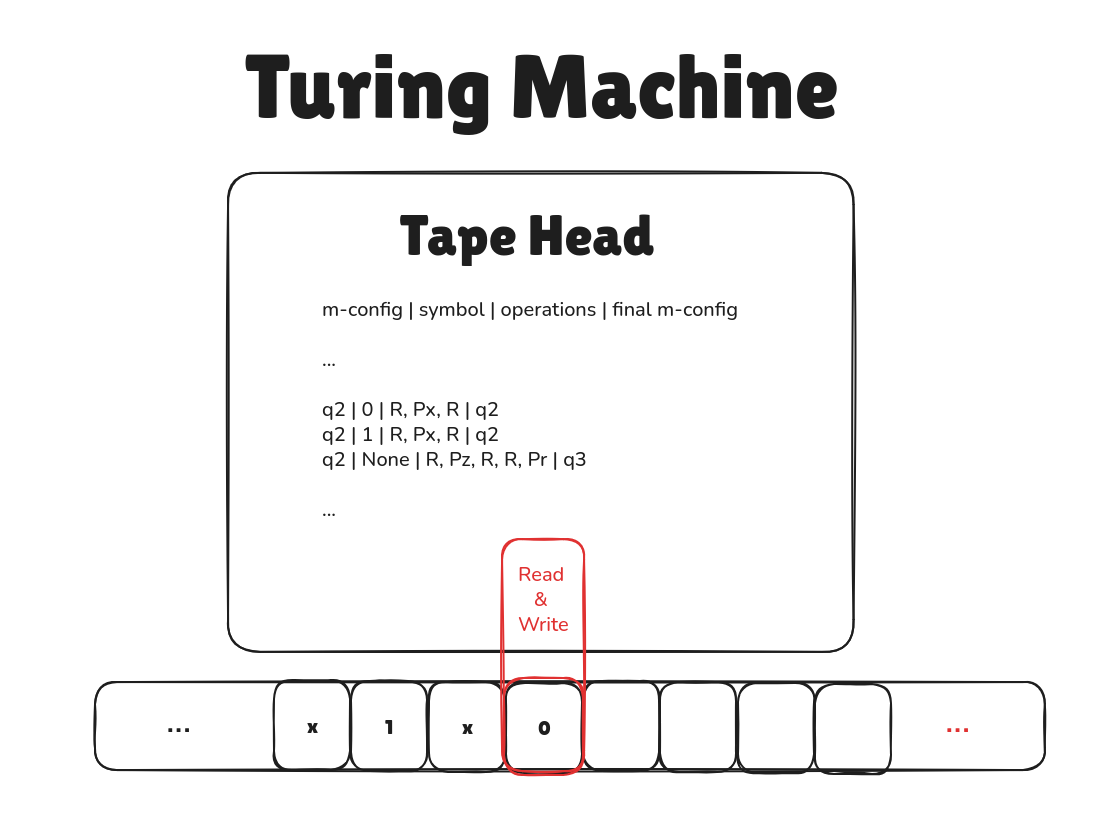 Turing Machine
Tape Head
m-config | symbol | operations | final m-config
...
q2 | 0 | R, Px, R | q2
q2 | 1 | R, Px, R | q2
q2 | None | R, Pz, R, R, Pr | q3
...
Read
&
Write
... x 1 x 0 ...